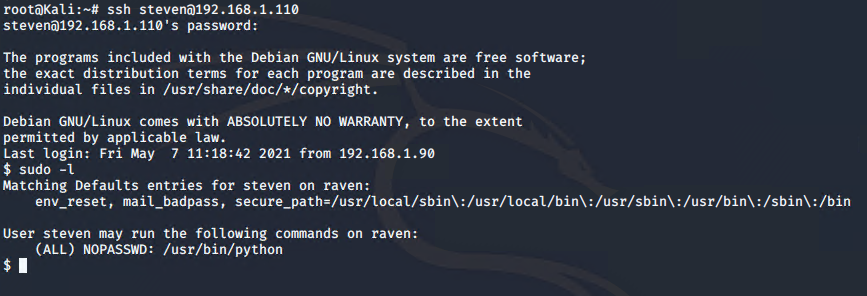 root@Kali:~# ssh steven@192.168.1.110
steven@192.168.1.110's password:
The programs included with the Debian GNU/Linux system are free software;
the exact distribution terms for each program are described in the
individual files in /usr/share/doc/*/copyright.
Debian GNU/Linux comes with ABSOLUTELY NO WARRANTY, to the extent
permitted by applicable law.
Last login: Fri May  7 11:18:42 2021 from 192.168.1.90
$ sudo -l
Matching Defaults entries for steven on raven:
    env_reset, mail_badpass, secure_path=/usr/local/sbin\:/usr/local/bin\:/usr/sbin\:/usr/bin\:/sbin\:/bin
User steven may run the following commands on raven:
    (ALL) NOPASSWD: /usr/bin/python
$